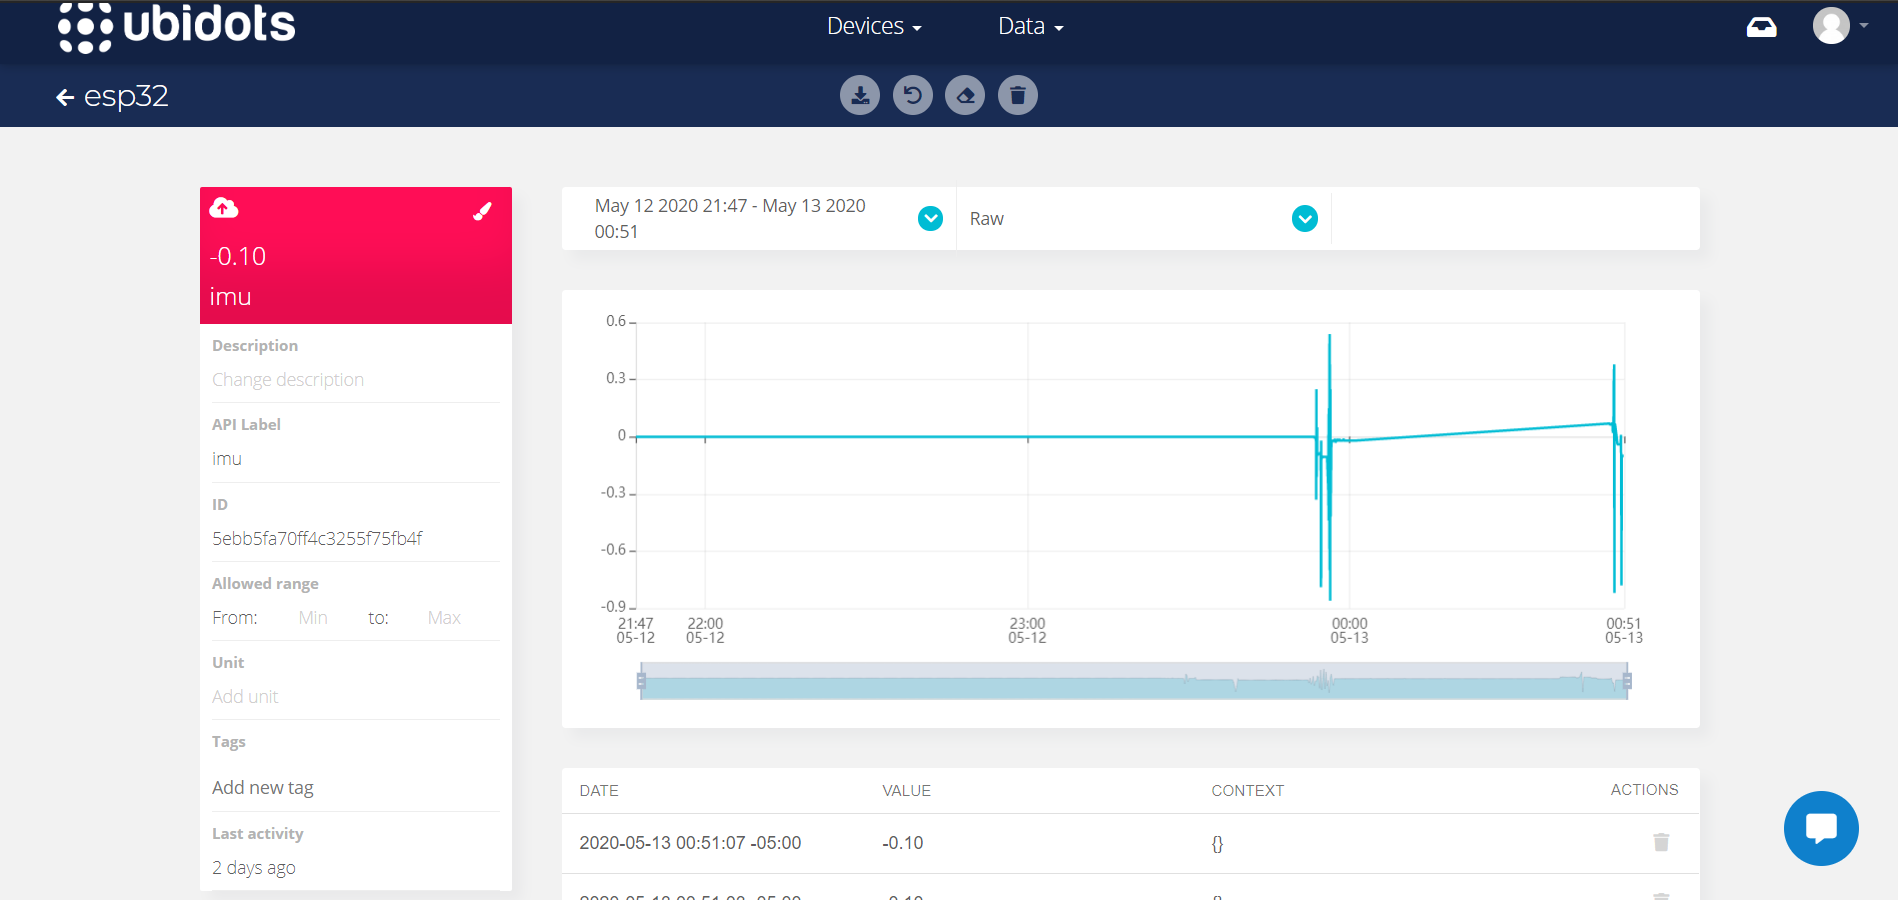 ubidots
Devices
Data
esp32
-0.10
imu
Description
Change description
API Label
imu
ID
5ebb5fa70ff4c3255f75fb4f
Allowed range
From: Min to: Max
Unit
Add unit
Tags
Add new tag
Last activity
2 days ago
May 12 2020 21:47 - May 13 2020
00:51
Raw
0.6
0.3
0
-0.3
-0.6
-0.9
21:47 22:00 23:00 00:00 00:51
05-12 05-12 05-12 05-13 05-13
DATE VALUE CONTEXT ACTIONS
2020-05-13 00:51:07 -05:00 -0.10 {}